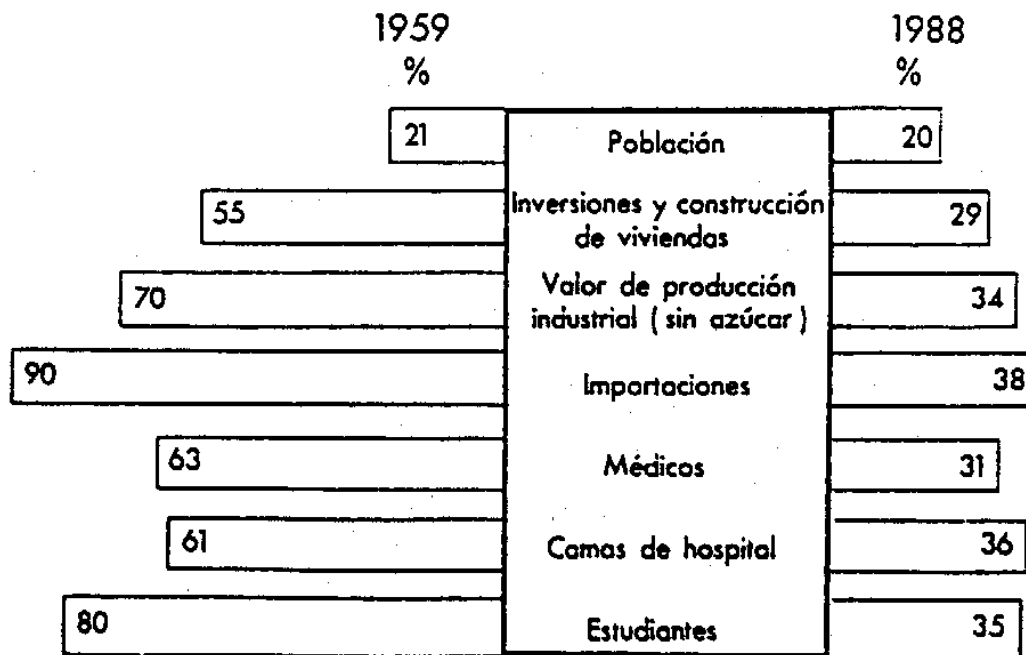 1959
%
1988
%
21
Población
20
55
Inversiones y construcción
de viviendas
29
70
Valor de producción
industrial (sin azúcar)
34
90
Importaciones
38
63
Médicos
31
61
Camas de hospital
36
80
Estudiantes
35